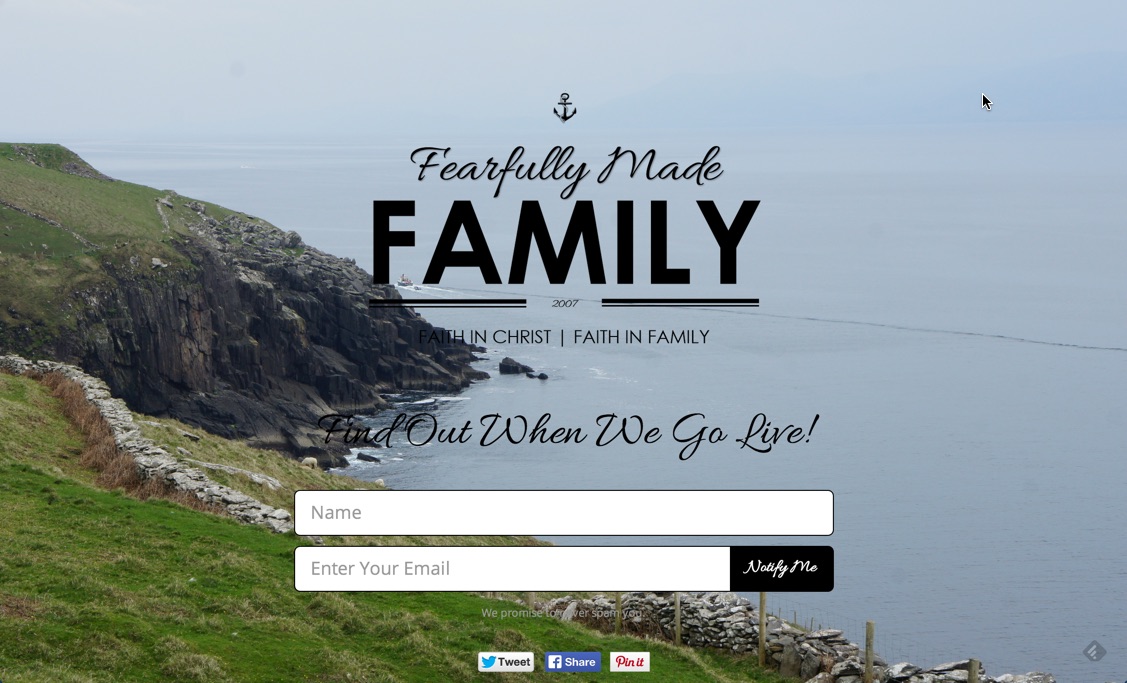 Fearfully Made
FAMILY
2007
FAITH IN CHRIST | FAITH IN FAMILY
Find Out When We Go Live!
Name
Enter Your Email
Notify Me
We promise to never spam you.
Tweet
Share
Pin it